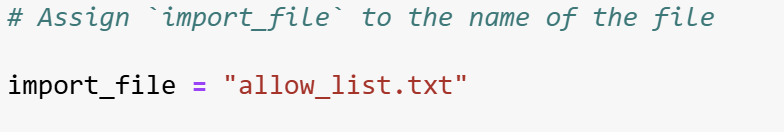 # Assign `import_file` to the name of the file
import_file = "allow_list.txt"